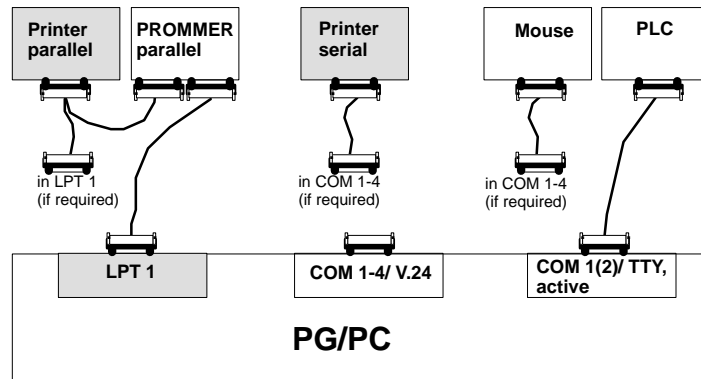 Printer
parallel
PROMMER
parallel
Printer
serial
Mouse
PLC
in LPT 1
(if required)
in COM 1-4
(if required)
in COM 1-4
(if required)
LPT 1
COM 1-4/ V.24
COM 1(2)/ TTY,
active
PG/PC